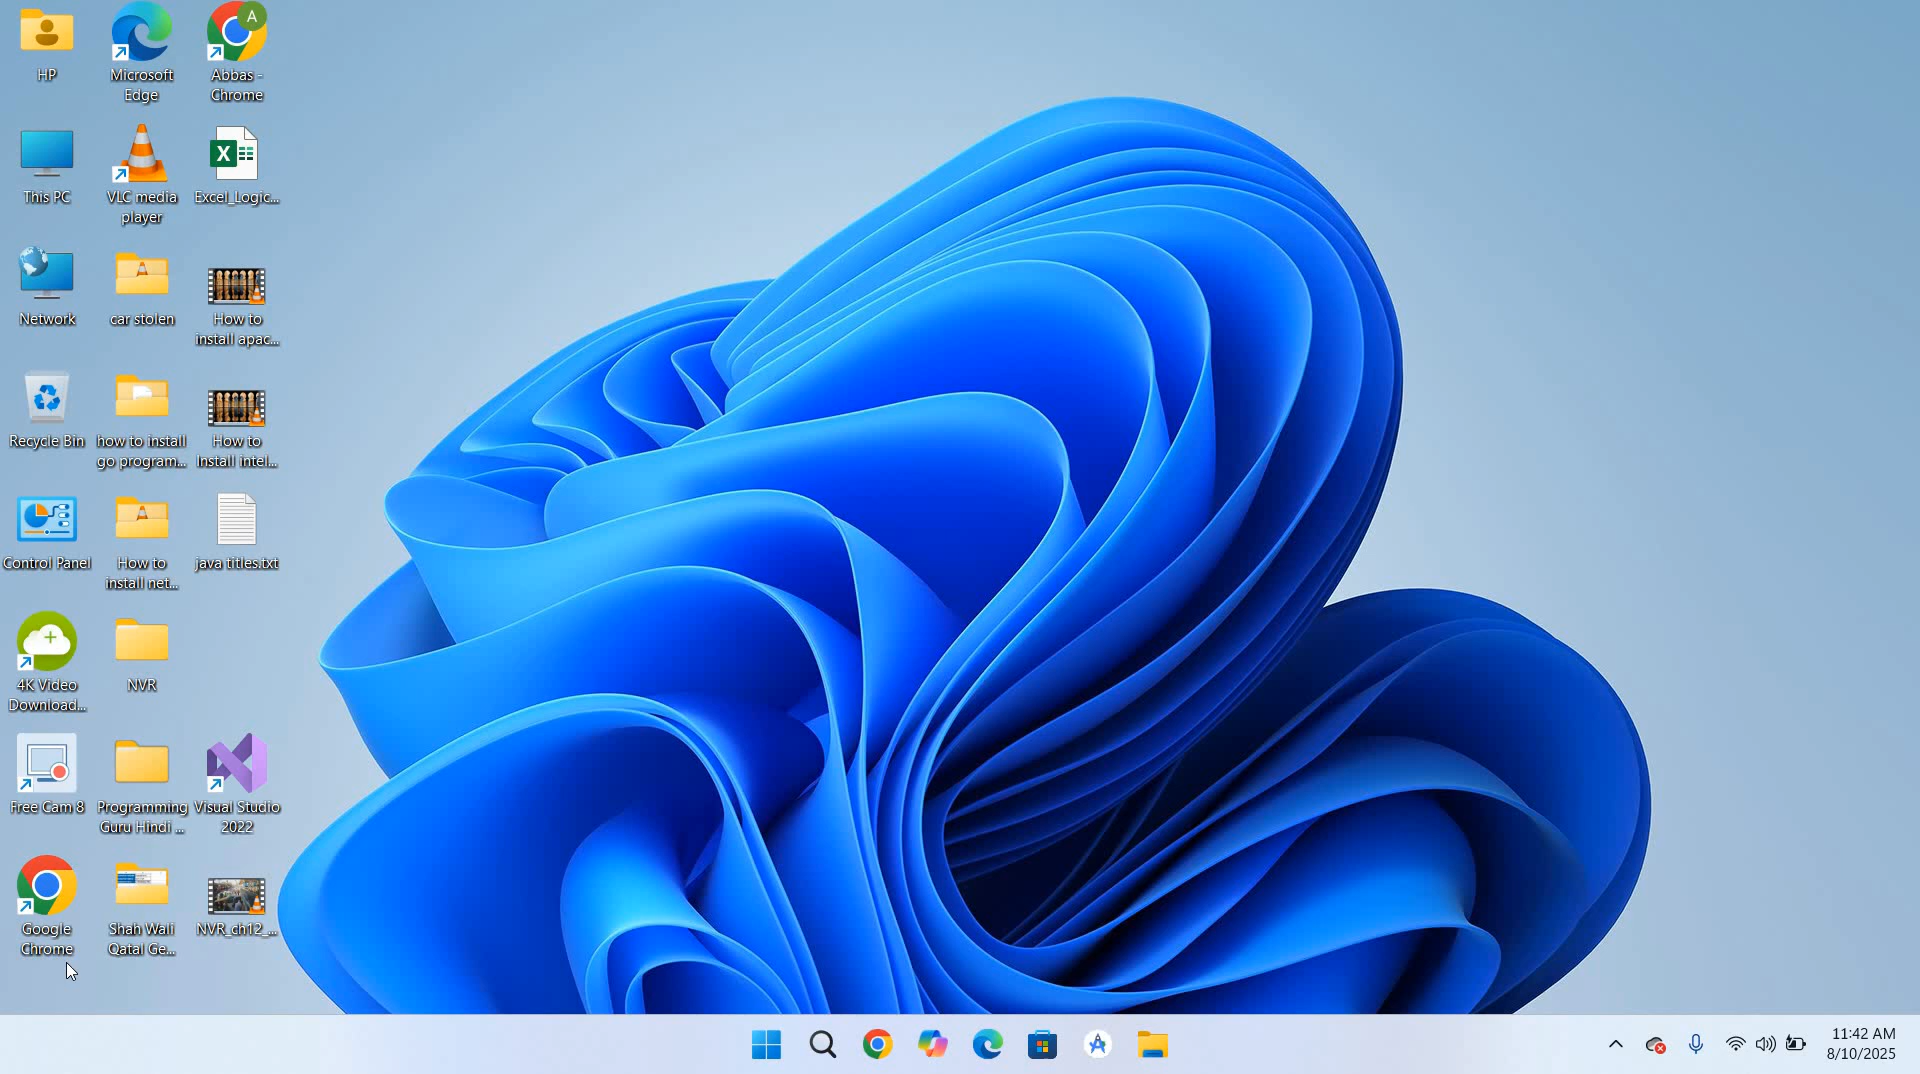 HP
Microsoft
Edge
A
Abbas -
Chrome
This PC
VLC media
player
X
Excel_Logic...
Network
car stolen
How to
install apac...
Recycle Bin
how to install
go program...
How to
Install intel...
Control Panel
How to
install net...
java titles.txt
4K Video
Download...
NVR
Free Cam 8
Programming
Guru Hindi ...
Visual Studio
2022
Google
Chrome
Shah Wali
Qatal Ge...
NVR_ch12_...
11:42 AM
8/10/2025